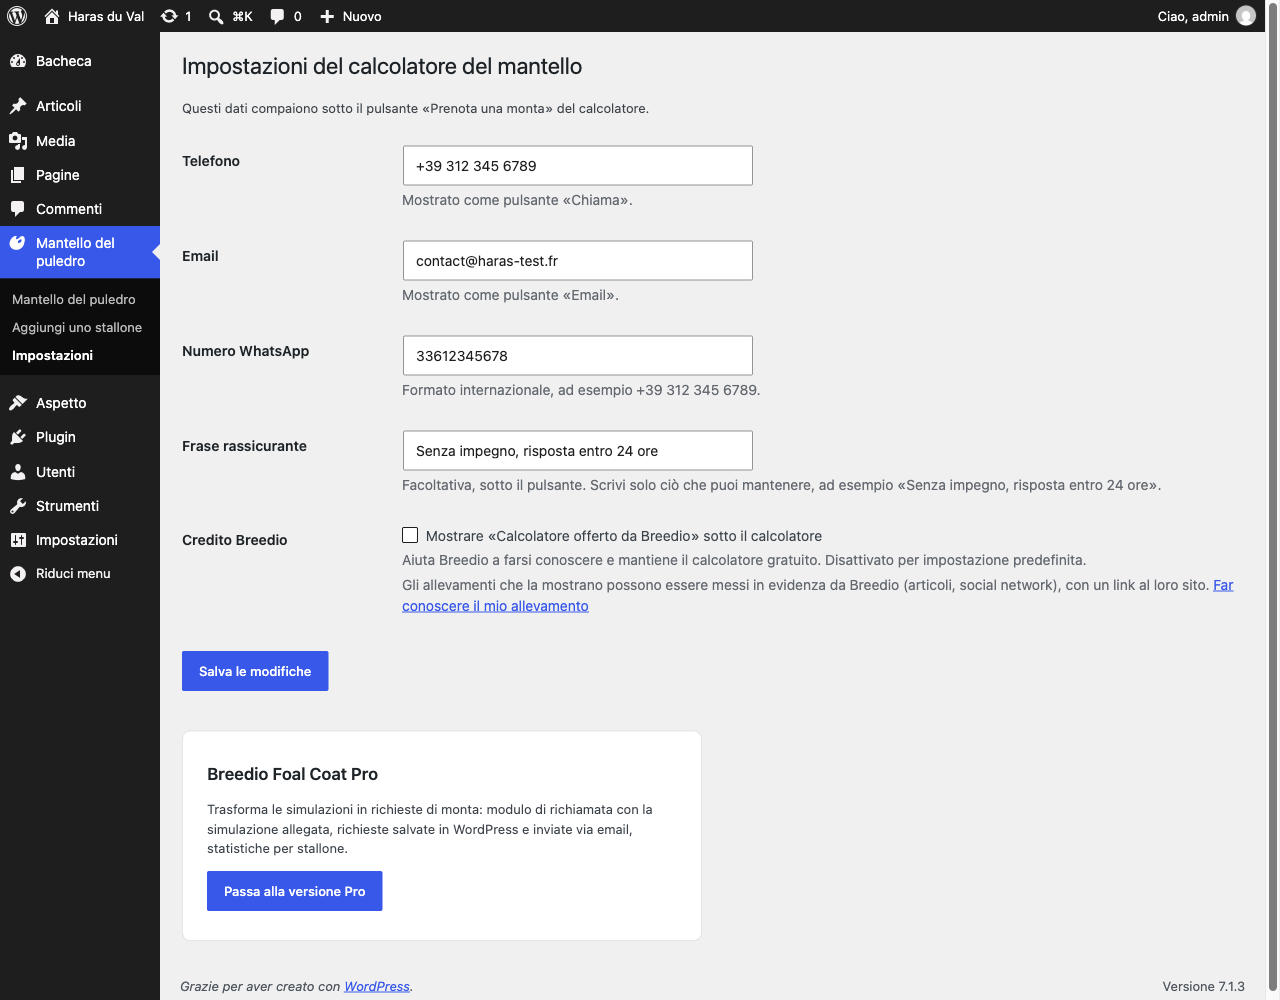 Haras du Val
1
⌘K
0
Nuovo
Ciao, admin
Bacheca
Articoli
Media
Pagine
Commenti
Mantello del
puledro
Mantello del puledro
Aggiungi uno stallone
Impostazioni
Aspetto
Plugin
Utenti
Strumenti
Impostazioni
Riduci menu
Impostazioni del calcolatore del mantello
Questi dati compaiono sotto il pulsante «Prenota una monta» del calcolatore.
Telefono
+39 312 345 6789
Mostrato come pulsante «Chiama».
Email
contact@haras-test.fr
Mostrato come pulsante «Email».
Numero WhatsApp
33612345678
Formato internazionale, ad esempio +39 312 345 6789.
Frase rassicurante
Senza impegno, risposta entro 24 ore
Facoltativa, sotto il pulsante. Scrivi solo ciò che puoi mantenere, ad esempio «Senza impegno, risposta entro 24 ore».
Credito Breedio
Mostrare «Calcolatore offerto da Breedio» sotto il calcolatore
Aiuta Breedio a farsi conoscere e mantiene il calcolatore gratuito. Disattivato per impostazione predefinita.
Gli allevamenti che la mostrano possono essere messi in evidenza da Breedio (articoli, social network), con un link al loro sito. Far
conoscere il mio allevamento
Salva le modifiche
Breedio Foal Coat Pro
Trasforma le simulazioni in richieste di monta: modulo di richiamata con la
simulazione allegata, richieste salvate in WordPress e inviate via email,
statistiche per stallone.
Passa alla versione Pro
Grazie per aver creato con WordPress.
Versione 7.1.3